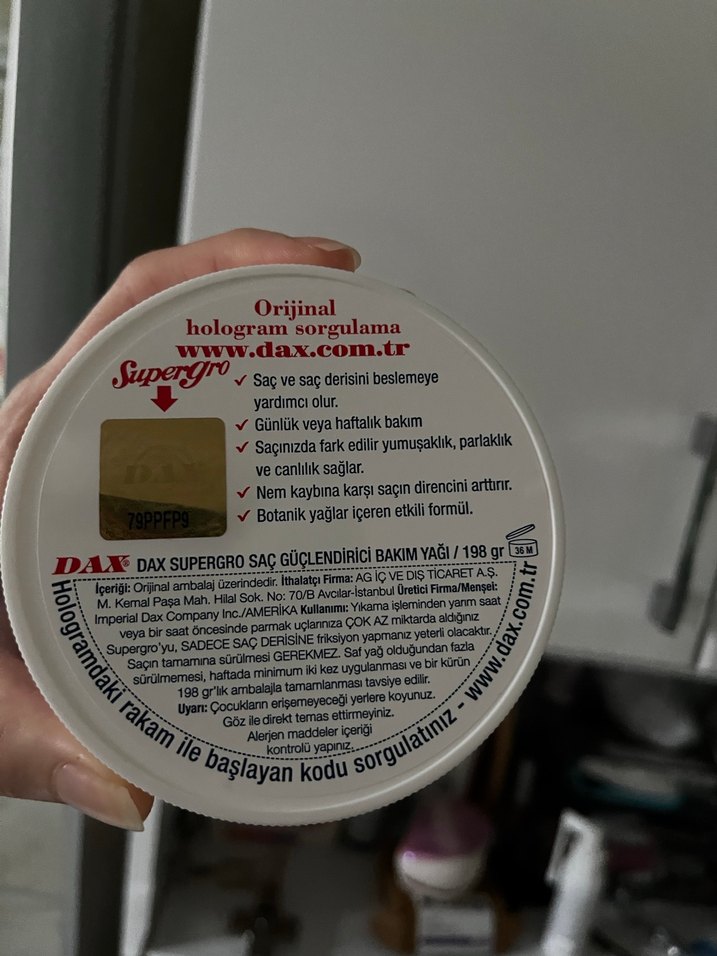 Orijinal
hologram sorgulama
www.dax.com.tr
Supergro
✓ Saç ve saç derisini beslemeye
yardımcı olur.
✓ Günlük veya haftalık bakım
✓ Saçınızda fark edilir yumuşaklık, parlaklık
ve canlılık sağlar.
✓ Nem kaybına karşı saçın direncini arttırır.
✓ Botanik yağlar içeren etkili formül.
DAX
79PPFP9
36 M
DAX® DAX SUPERGRO SAÇ GÜÇLENDİRİCİ BAKIM YAĞI / 198 gr
İçeriği: Orijinal ambalaj üzerindedir. İthalatçı Firma: AG İÇ VE DIŞ TİCARET A.Ş.
M. Kemal Paşa Mah. Hilal Sok. No: 70/B Avcılar-İstanbul Üretici Firma/Menşei:
Imperial Dax Company Inc./AMERİKA Kullanımı: Yıkama işleminden yarım saat
veya bir saat öncesinde parmak uçlarınıza ÇOK AZ miktarda aldığınız
Supergro'yu, SADECE SAÇ DERİSİNE friksiyon yapmanız yeterli olacaktır.
Saçın tamamına sürülmesi GEREKMEZ. Saf yağ olduğundan fazla
sürülmemesi, haftada minimum iki kez uygulanması ve bir kürün
198 gr'lık ambalajla tamamlanması tavsiye edilir.
Uyarı: Çocukların erişemeyeceği yerlere koyunuz.
Göz ile direkt temas ettirmeyiniz.
Alerjen maddeler içeriği
kontrolü yapınız.
Hologramdaki rakam ile başlayan kodu sorgulatınız - www.dax.com.tr